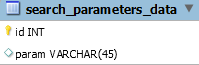 search_parameters_data
id INT
param VARCHAR(45)